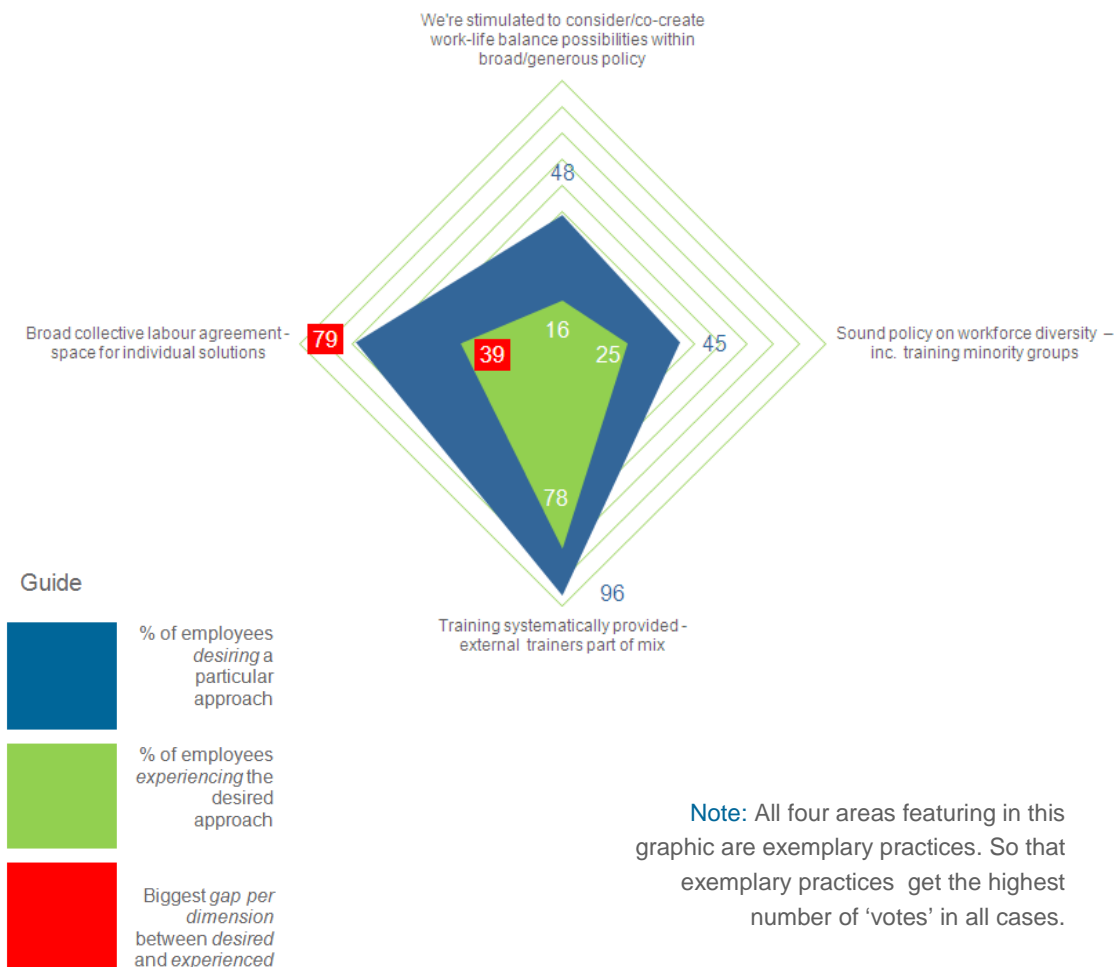 We're stimulated to consider/co-create
work-life balance possibilities within
broad/generous policy
48
Broad collective labour agreement -
space for individual solutions
79
39
16
25
45
Sound policy on workforce diversity –
inc. training minority groups
78
96
Training systematically provided -
external trainers part of mix
Guide
% of employees
desiring a
particular
approach
% of employees
experiencing the
desired
approach
Biggest gap per
dimension
between desired
and experienced
Note: All four areas featuring in this
graphic are exemplary practices. So that
exemplary practices get the highest
number of ‘votes’ in all cases.